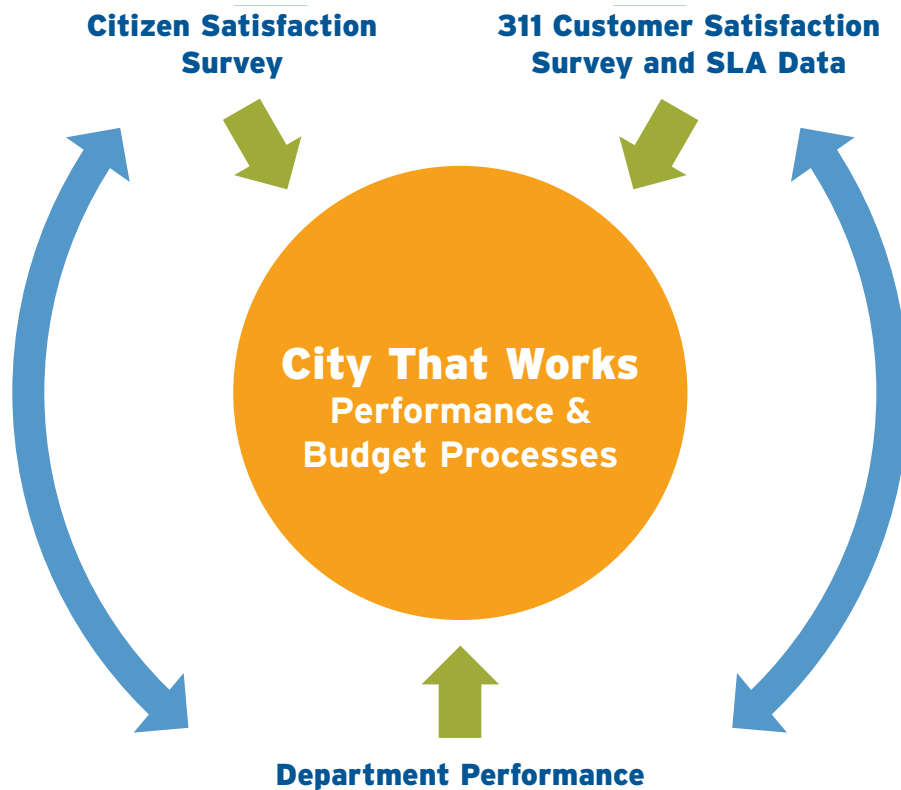 Citizen Satisfaction
Survey
311 Customer Satisfaction
Survey and SLA Data
City That Works
Performance &
Budget Processes
Department Performance